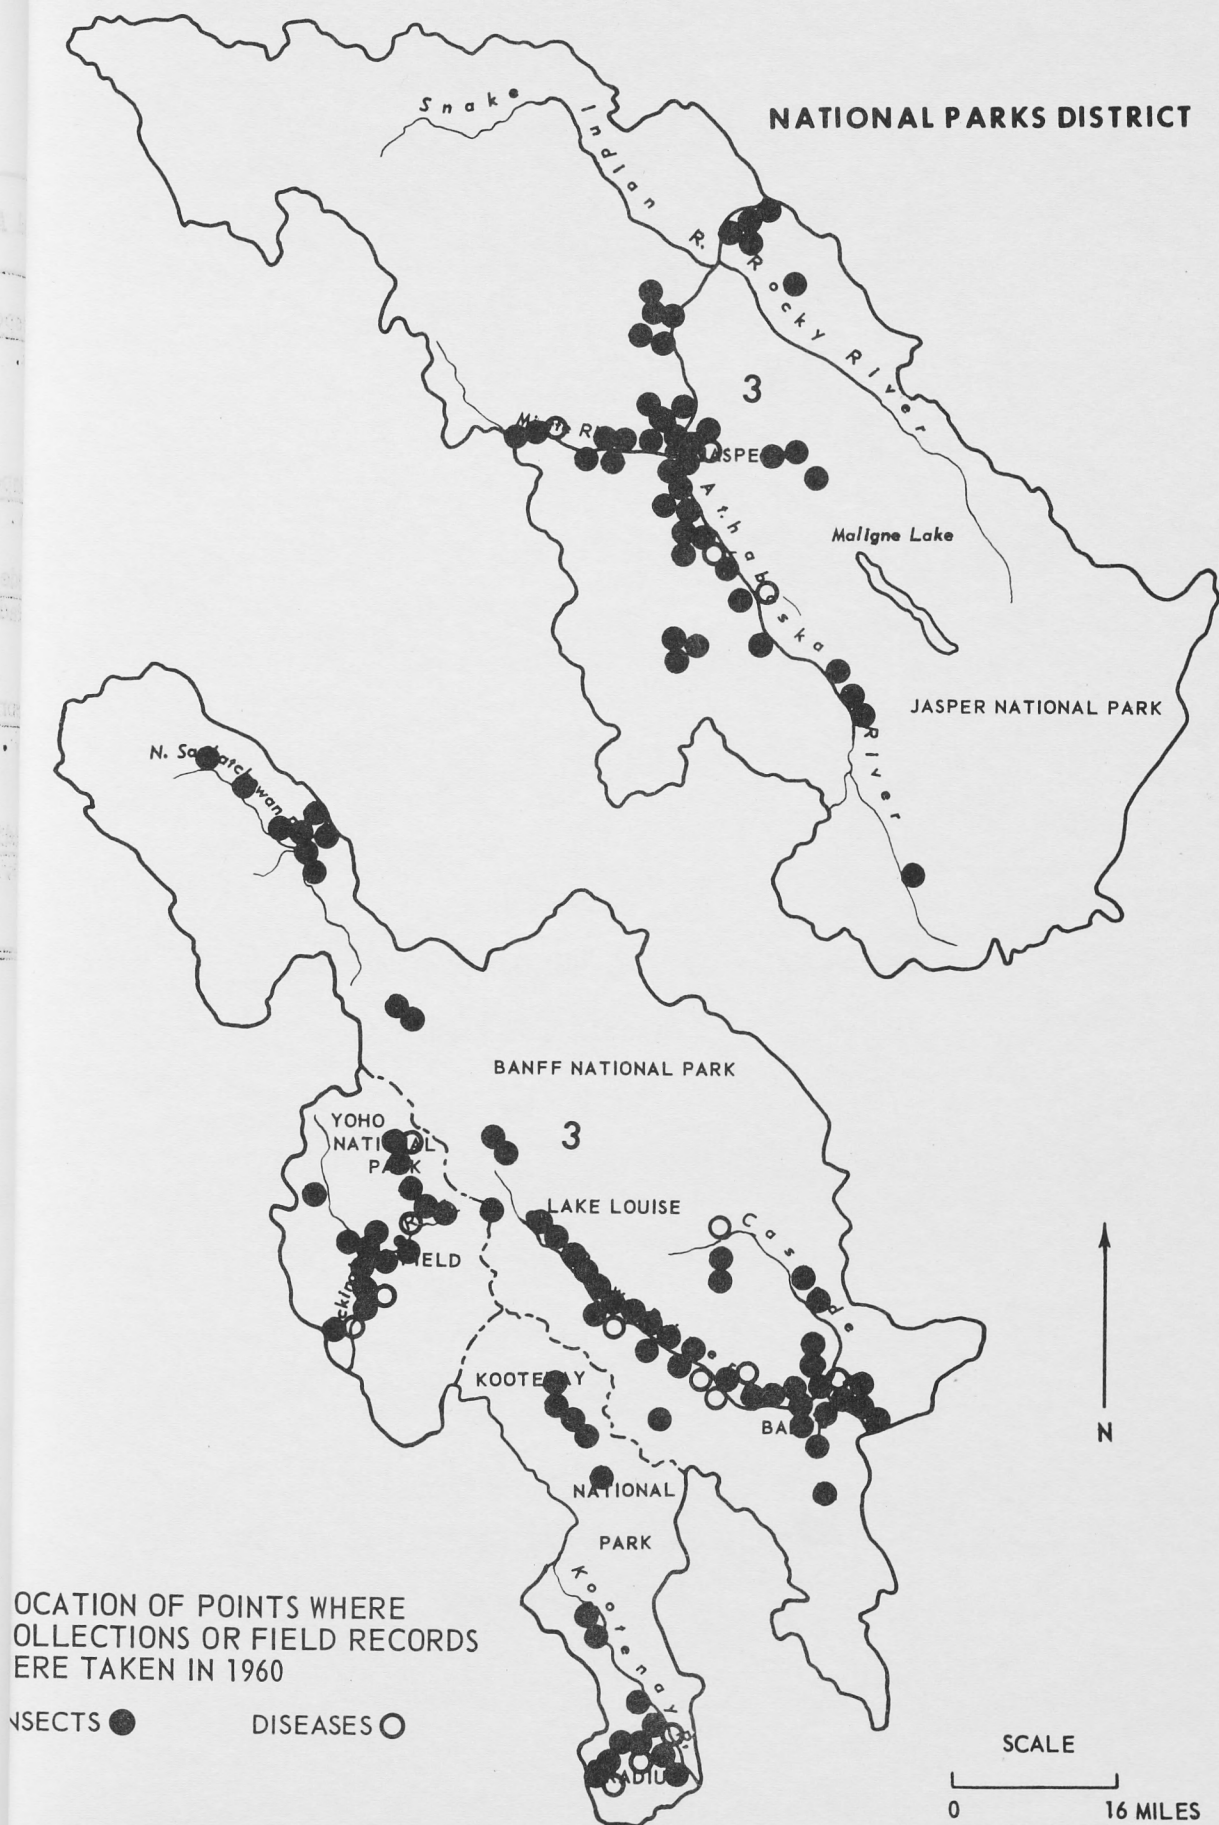 NATIONAL PARKS DISTRICT
Snake
Indian
R.
Rocky River
3
R
Athabaska
River
Maligne Lake
JASPER NATIONAL PARK
N.
BANFF NATIONAL PARK
3
YOHO
NATIONAL
PARK
LAKE LOUISE
Cascade
KOOTENAY
NATIONAL
PARK
Kootenay
R.
N
OCATION OF POINTS WHERE
OLLECTIONS OR FIELD RECORDS
ERE TAKEN IN 1960
NSECTS
DISEASES
SCALE
0 16 MILES